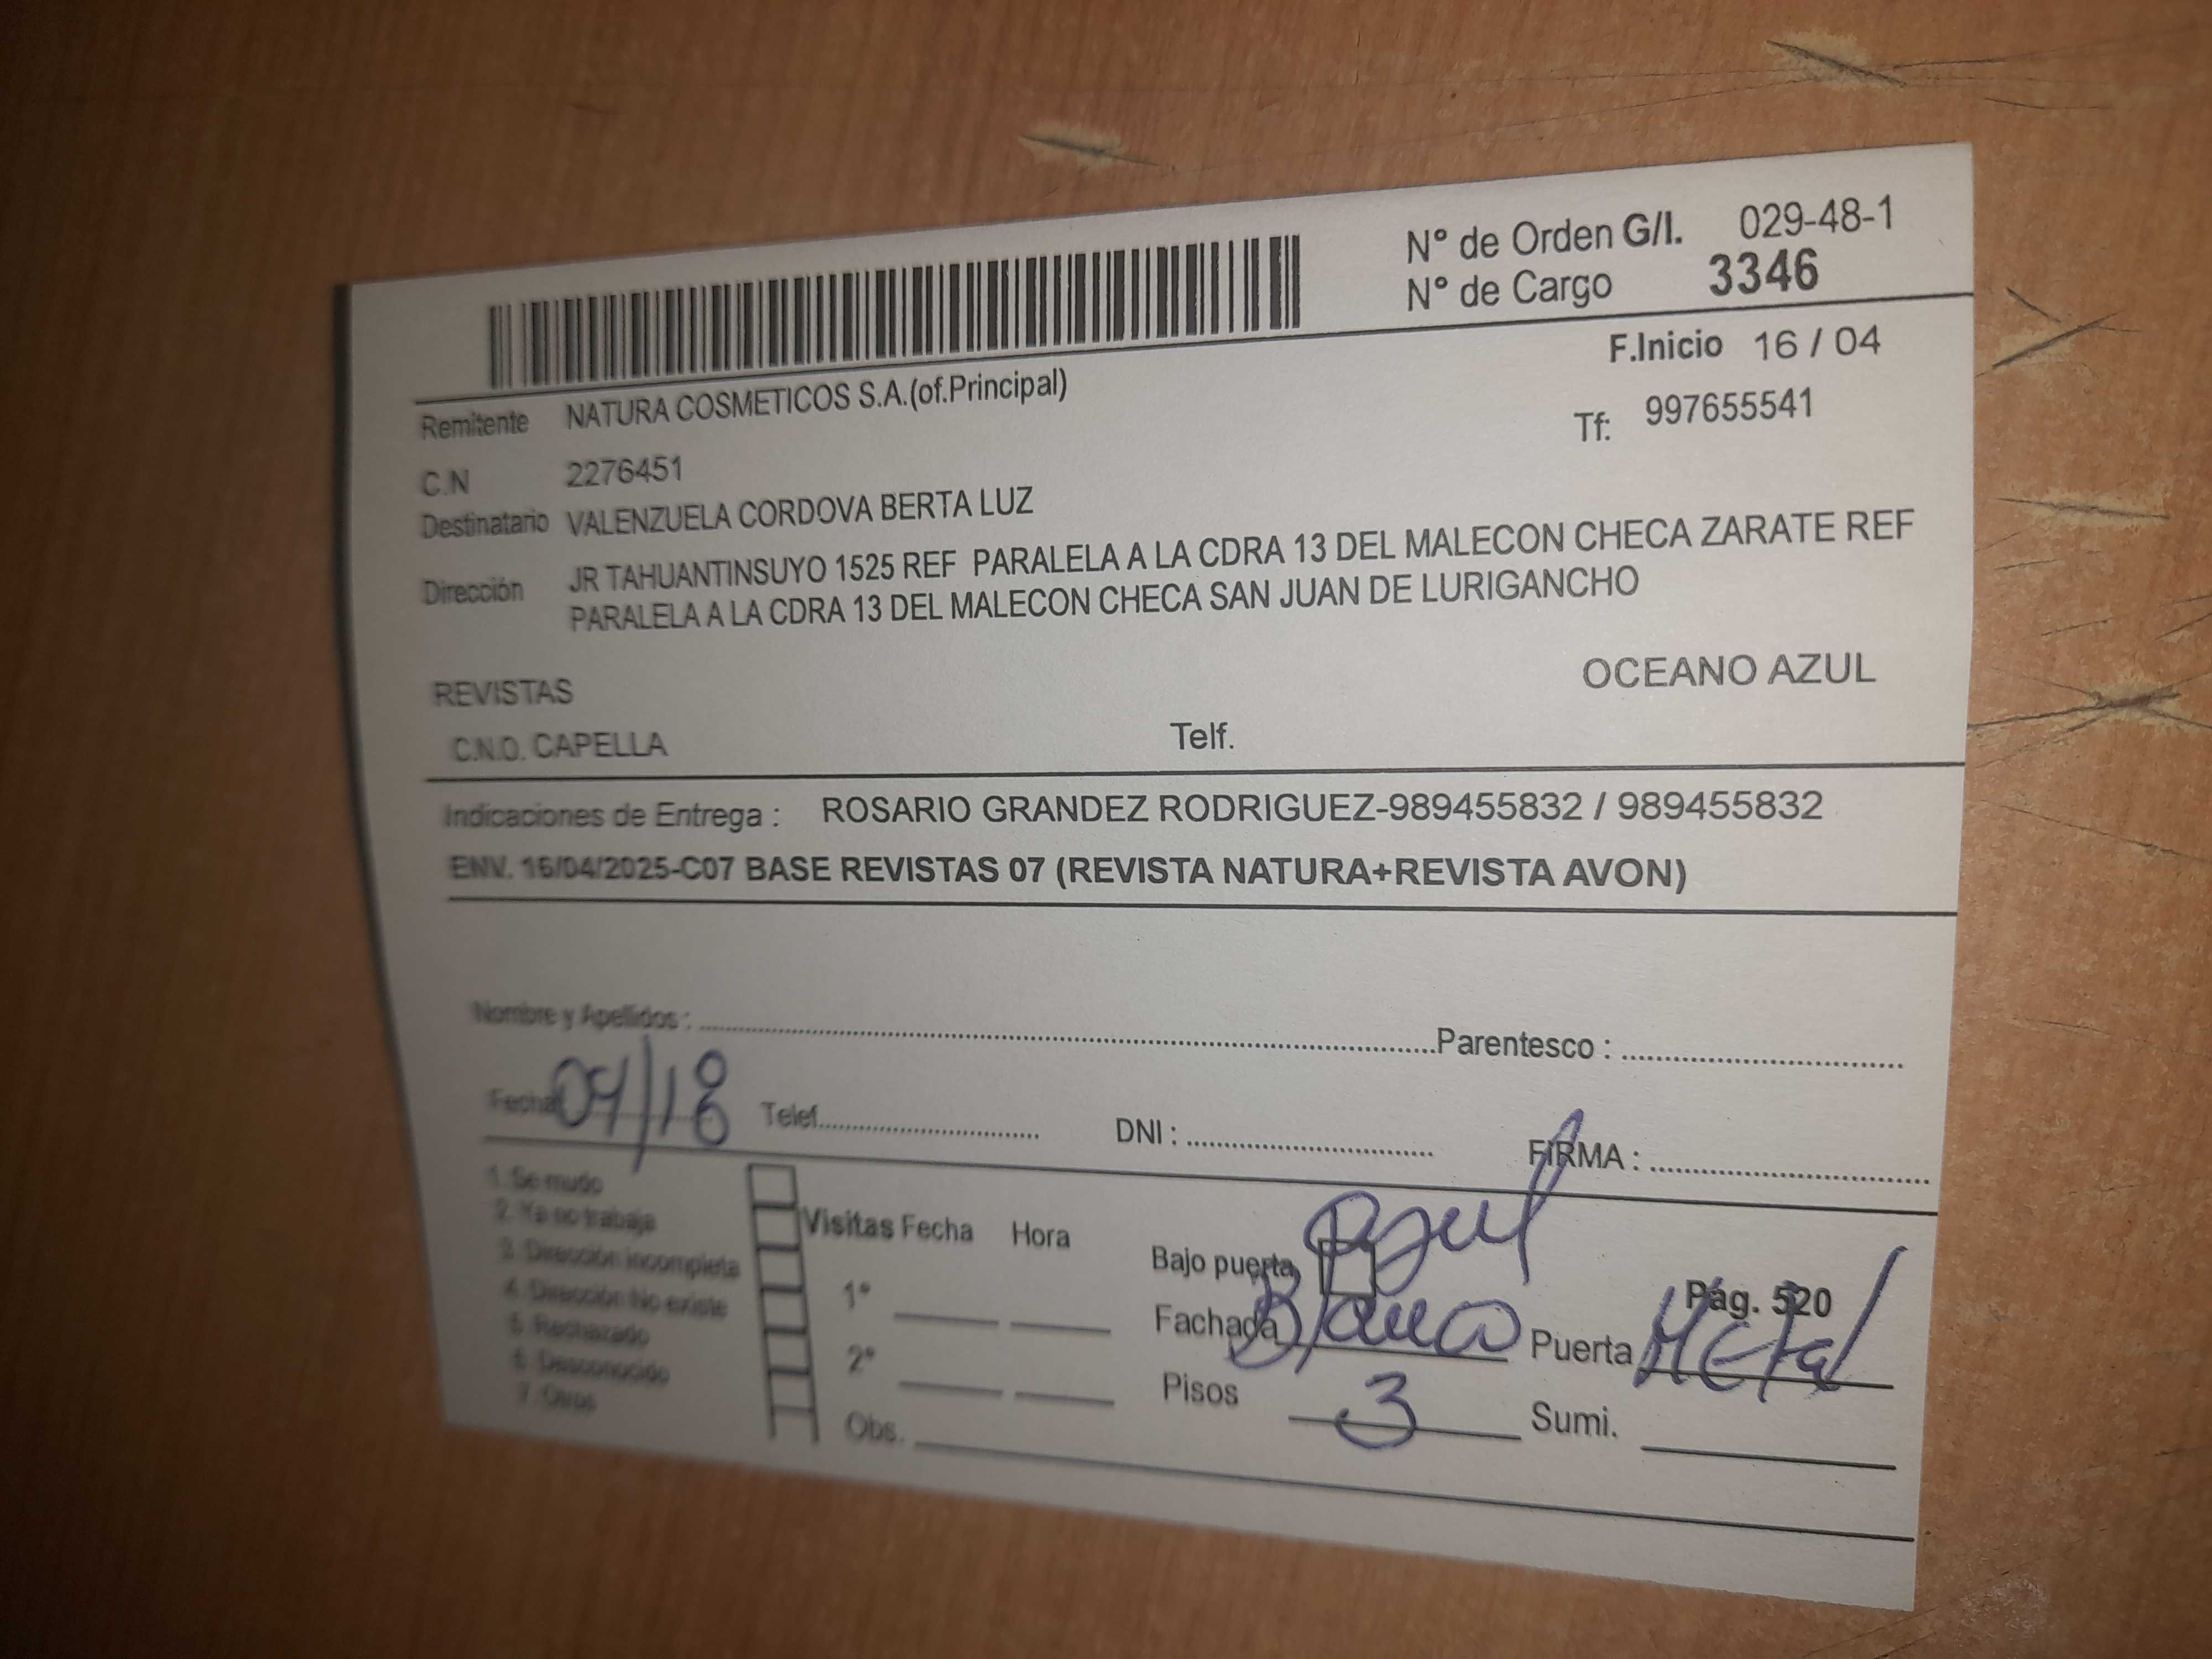 N° de Orden G/I. 029-48-1
N° de Cargo 3346
F.Inicio 16 / 04
Remitente NATURA COSMETICOS S.A.(of.Principal)
Tf: 997655541
C.N 2276451
Destinatario VALENZUELA CORDOVA BERTA LUZ
Dirección JR TAHUANTINSUYO 1525 REF PARALELA A LA CDRA 13 DEL MALECON CHECA ZARATE REF
PARALELA A LA CDRA 13 DEL MALECON CHECA SAN JUAN DE LURIGANCHO
REVISTAS OCEANO AZUL
C.N.O. CAPELLA Telf.
Indicaciones de Entrega : ROSARIO GRANDEZ RODRIGUEZ-989455832 / 989455832
ENV. 16/04/2025-C07 BASE REVISTAS 07 (REVISTA NATURA+REVISTA AVON)
Nombre y Apellidos : Parentesco :
Fecha 04/18 Telef. DNI : FIRMA :
1. Se mudo
2. Ya no trabaja
3. Dirección incompleta
4. Dirección No existe
5. Rechazado
6. Desconocido
7. Otros
Visitas Fecha Hora
1°
2°
Obs.
Bajo puerta Azul
Pág. 520
Fachada Blanca Puerta Metal
Pisos 3 Sumi.